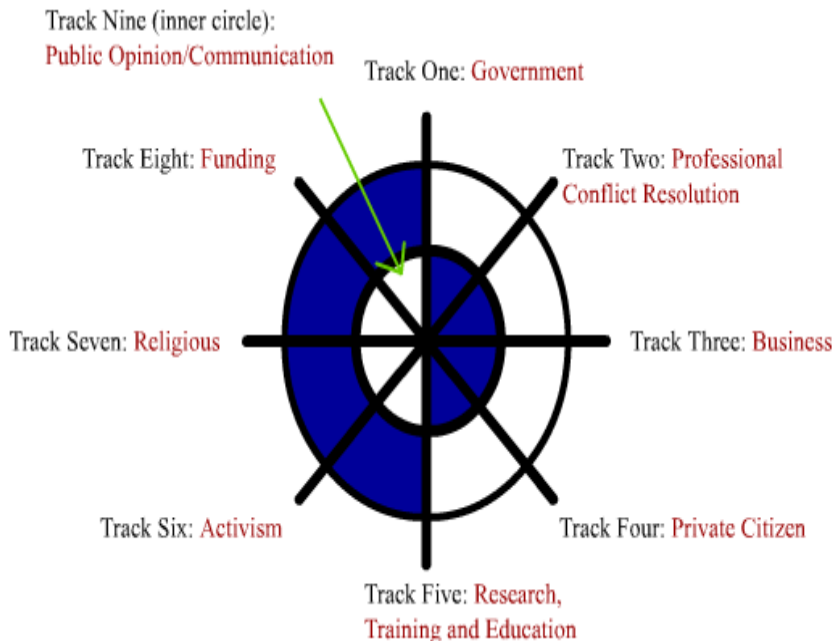 Track Nine (inner circle):
Public Opinion/Communication
Track One: Government
Track Eight: Funding
Track Two: Professional
Conflict Resolution
Track Seven: Religious
Track Three: Business
Track Six: Activism
Track Four: Private Citizen
Track Five: Research,
Training and Education